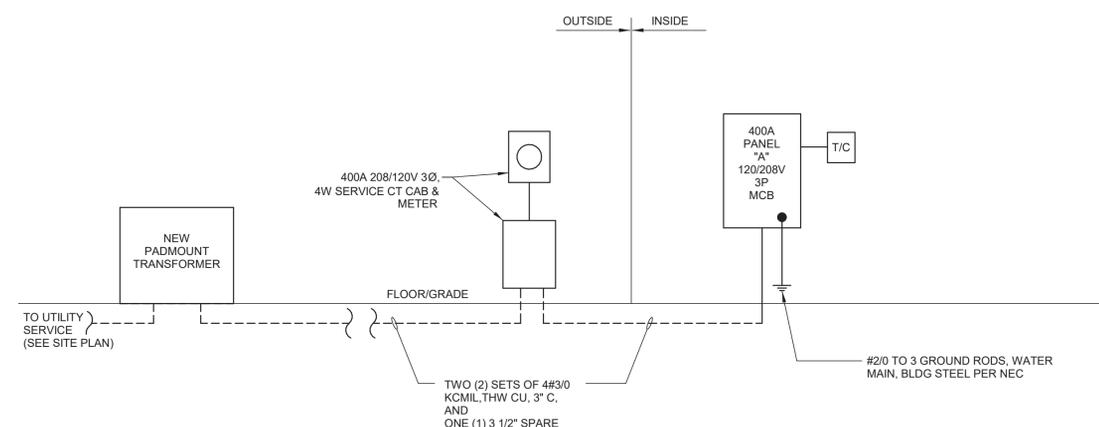 OUTSIDE INSIDE
400A
PANEL
"A"
120/208V
3P
MCB
T/C
400A 208/120V 3Ø,
4W SERVICE CT CAB &
METER
NEW
PADMOUNT
TRANSFORMER
FLOOR/GRADE
TO UTILITY
SERVICE
(SEE SITE PLAN)
#2/0 TO 3 GROUND RODS, WATER
MAIN, BLDG STEEL PER NEC
TWO (2) SETS OF 4#3/0
KCMIL,THW CU, 3" C,
AND
ONE (1) 3 1/2" SPARE